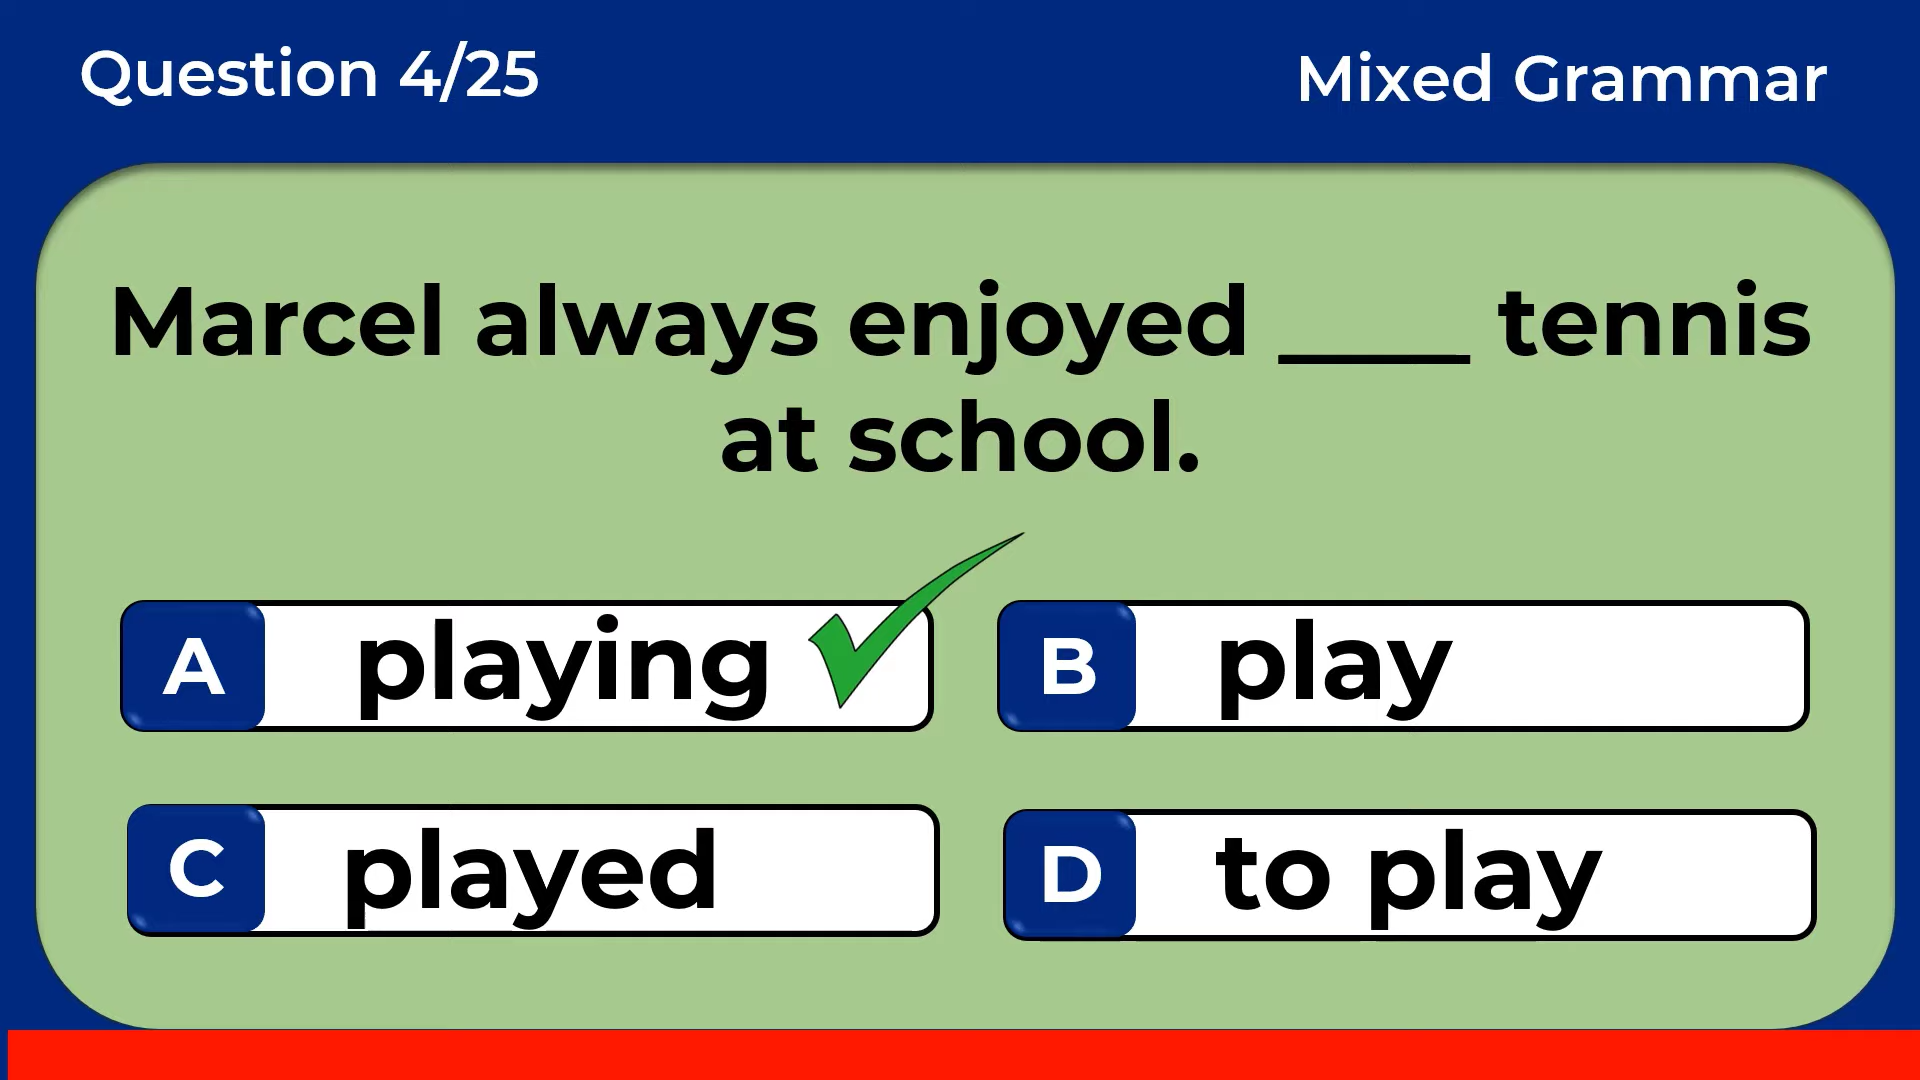 Question 4/25
Mixed Grammar
Marcel always enjoyed ____ tennis
at school.
A playing
B play
C played
D to play